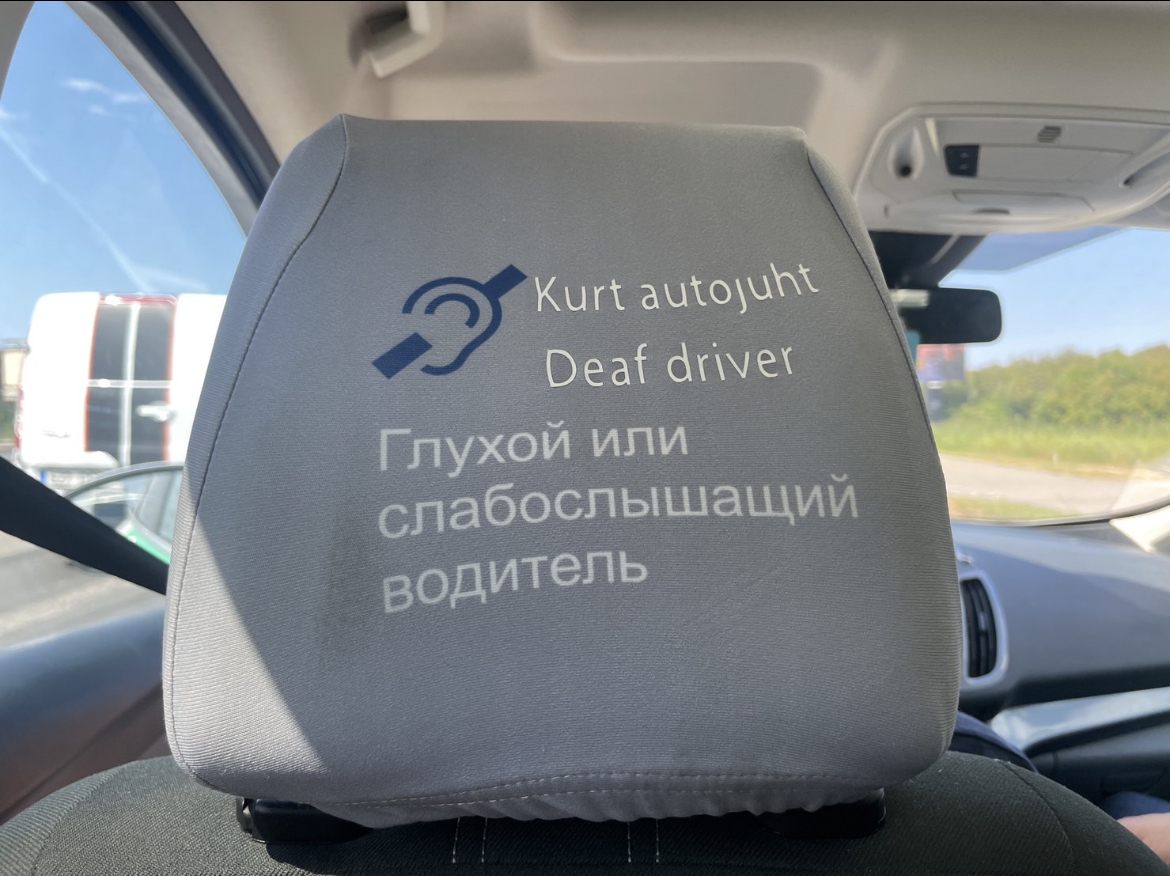 Kurt autojuht
Deaf driver
Глухой или
слабослышащий
водитель